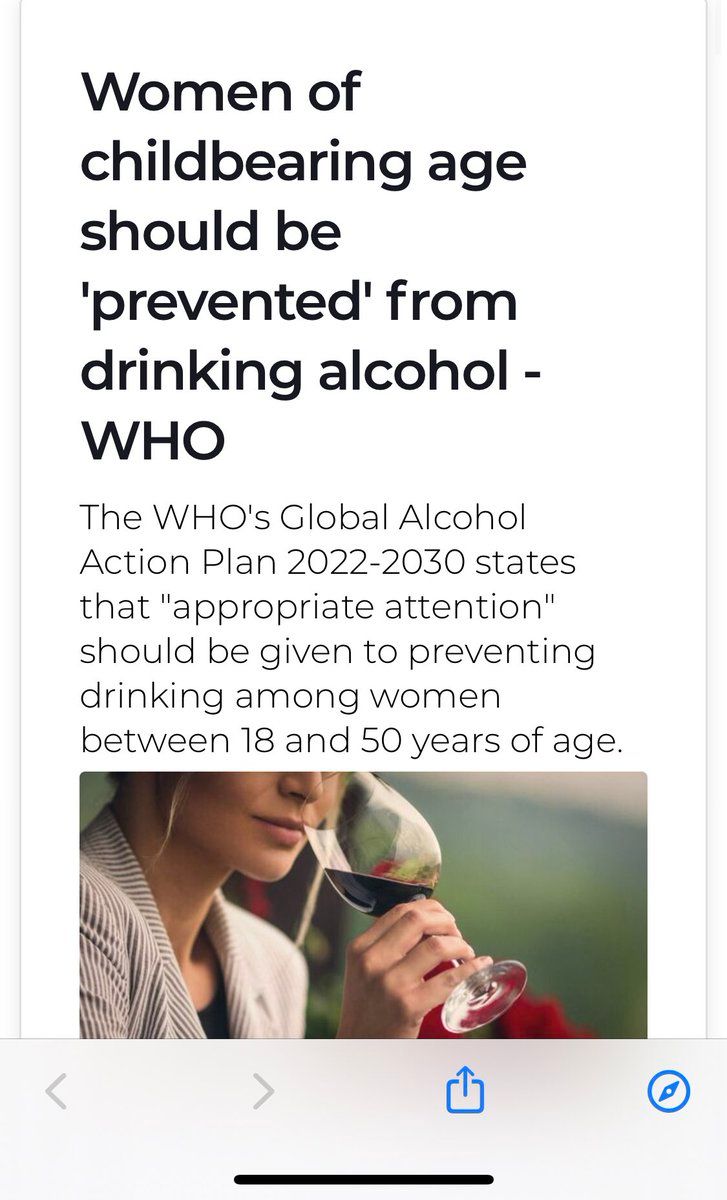 Women of
childbearing age
should be
'prevented' from
drinking alcohol -
WHO
The WHO's Global Alcohol
Action Plan 2022-2030 states
that "appropriate attention"
should be given to preventing
drinking among women
between 18 and 50 years of age.